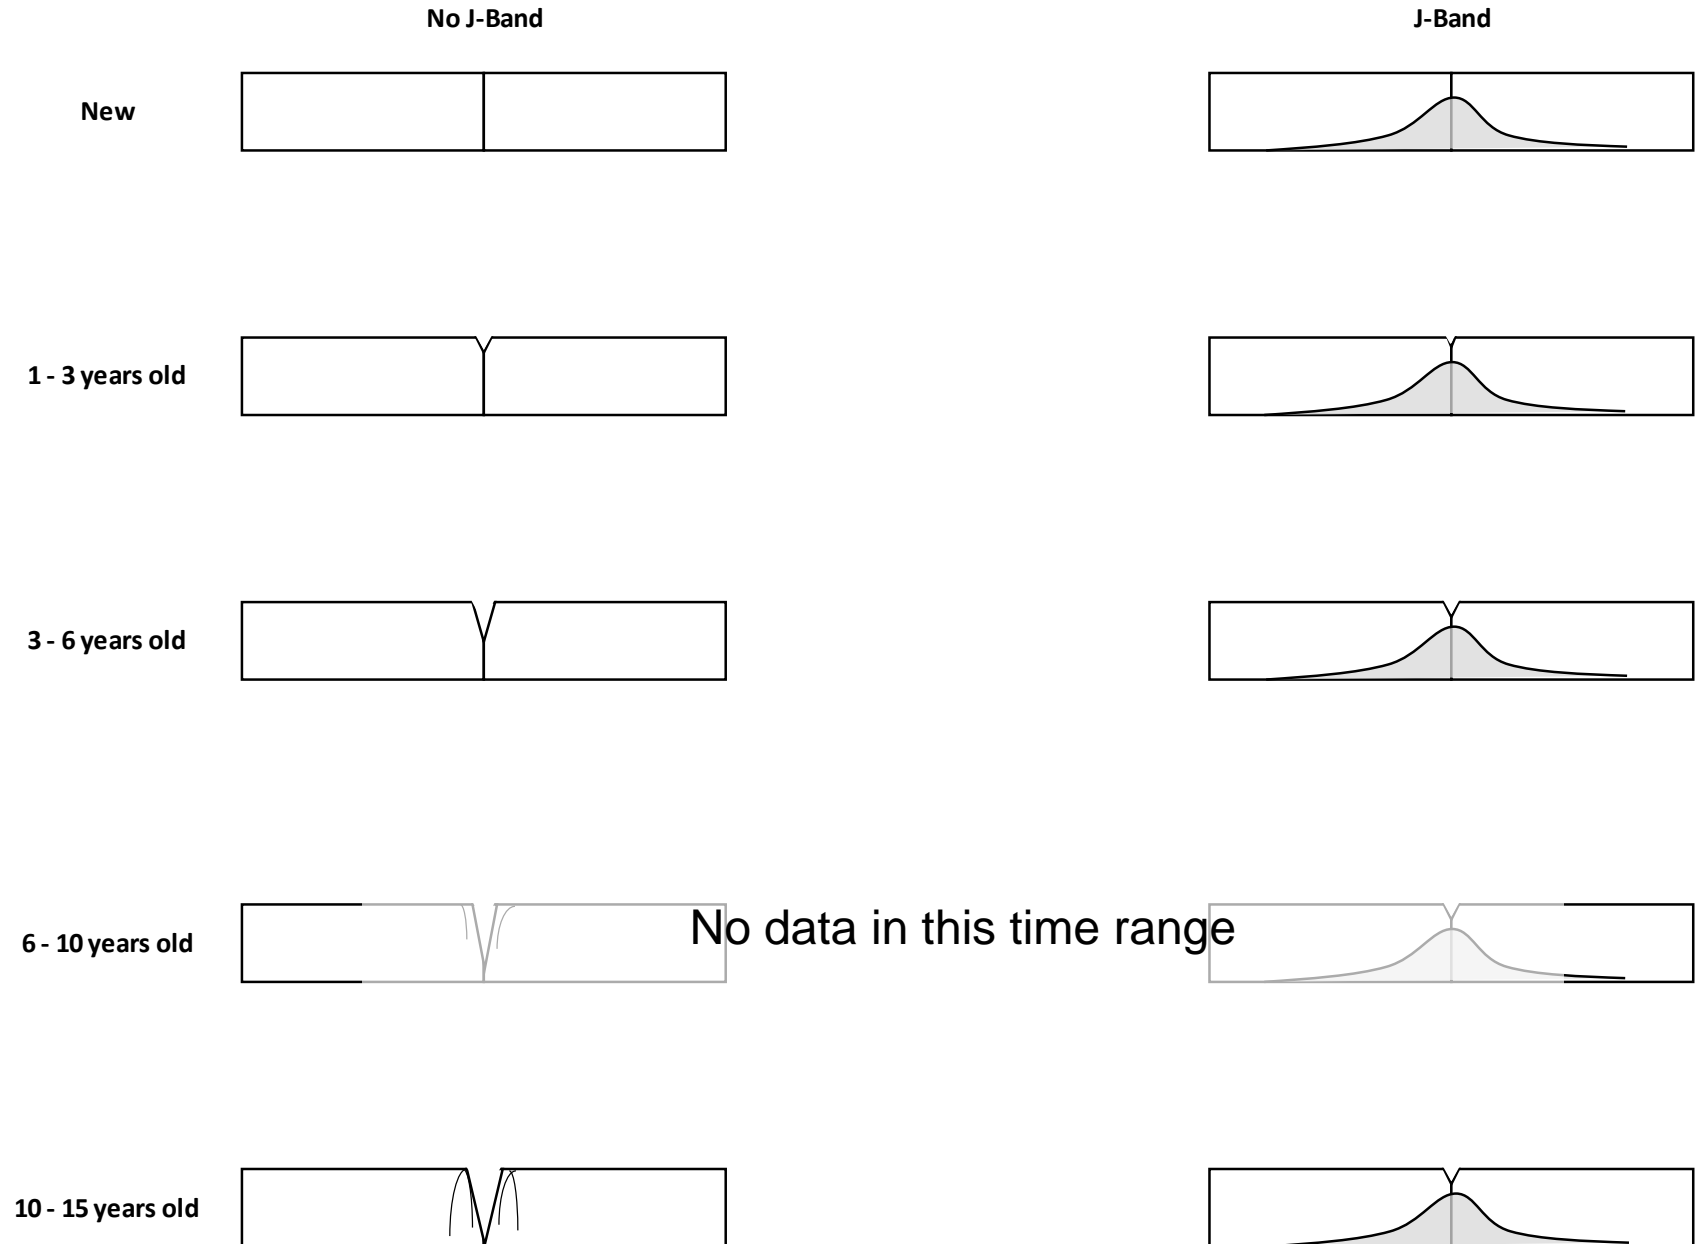 No J-Band
J-Band
New
1 - 3 years old
3 - 6 years old
6 - 10 years old
No data in this time range
10 - 15 years old